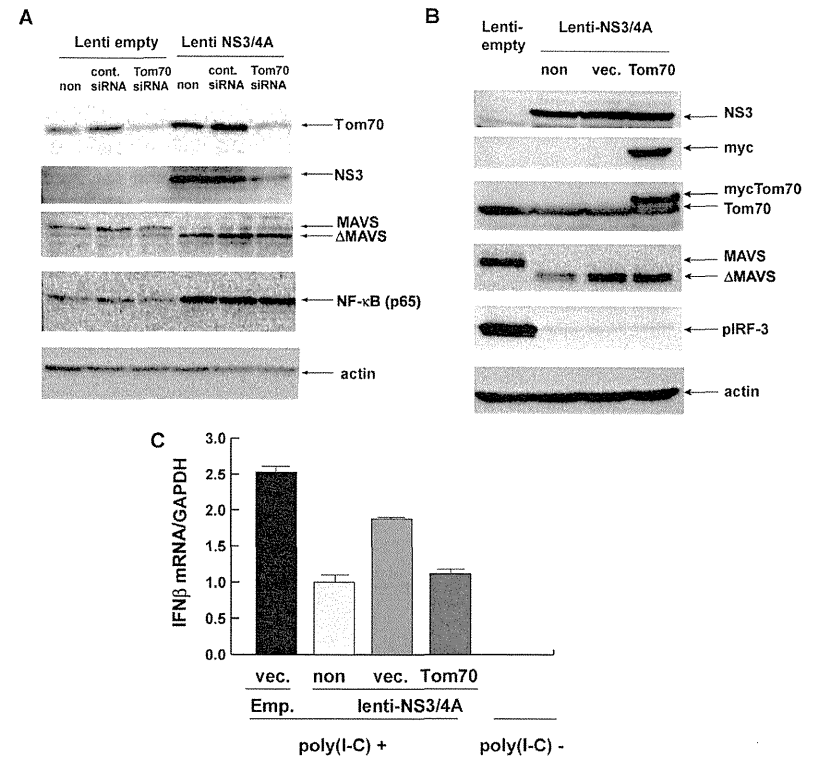 A
Lenti empty
Lenti NS3/4A
non
cont. siRNA
Tom70 siRNA
non
cont. siRNA
Tom70 siRNA
Tom70
NS3
MAVS
ΔMAVS
NF-κB (p65)
actin
B
Lenti-empty
Lenti-NS3/4A
non
vec.
Tom70
NS3
myc
mycTom70
Tom70
MAVS
ΔMAVS
pIRF-3
actin
C
IFNβ mRNA/GAPDH
3.0
2.5
2.0
1.5
1.0
0.5
0.0
vec.
non
vec.
Tom70
Emp.
lenti-NS3/4A
poly(I-C) +
poly(I-C) -